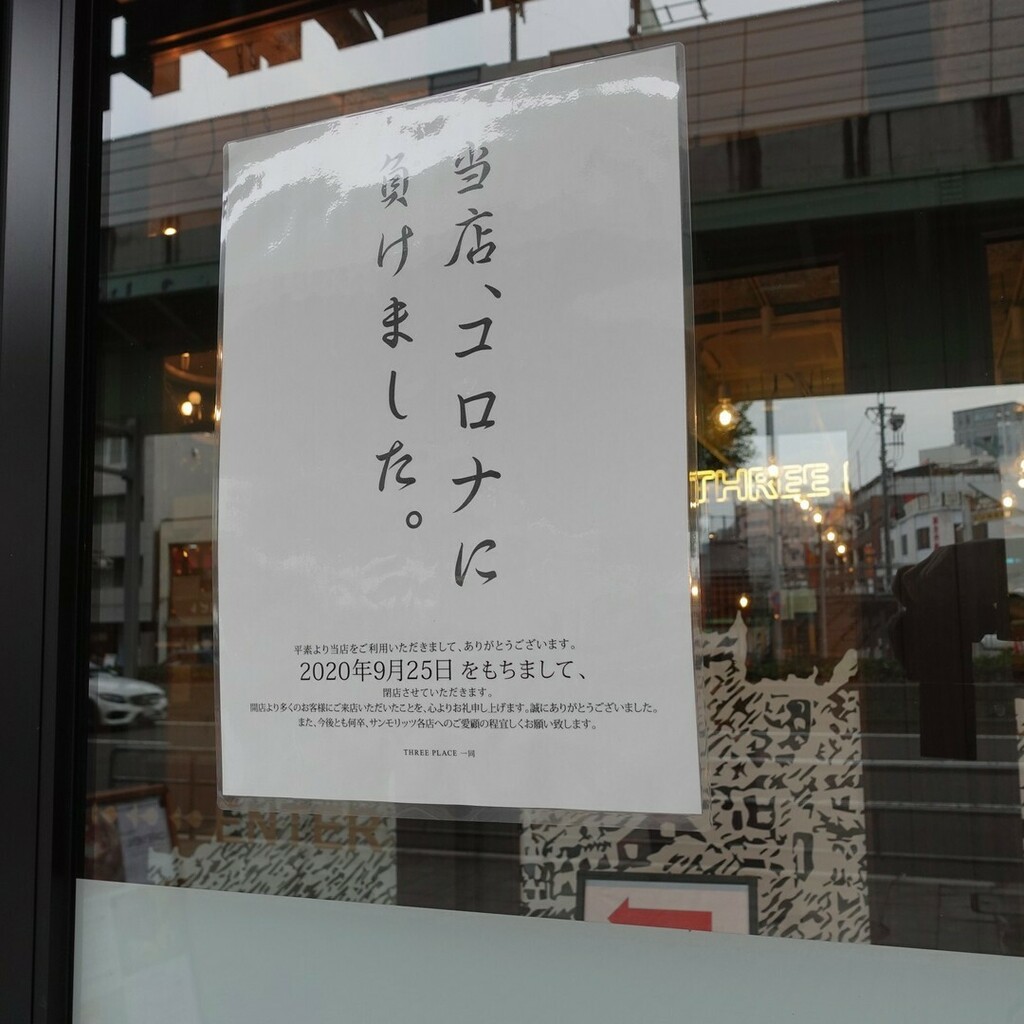 当店、コロナに
負けました。
平素より当店をご利用いただきまして、ありがとうございます。
2020年9月25日 をもちまして、
閉店させていただきます。
開店より多くのお客様にご来店いただいたことを、心よりお礼申し上げます。誠にありがとうございました。
また、今後とも何卒、サンモリッツ各店へのご愛顧の程宜しくお願い致します。
THREE PLACE 一同
THREE
ENTER